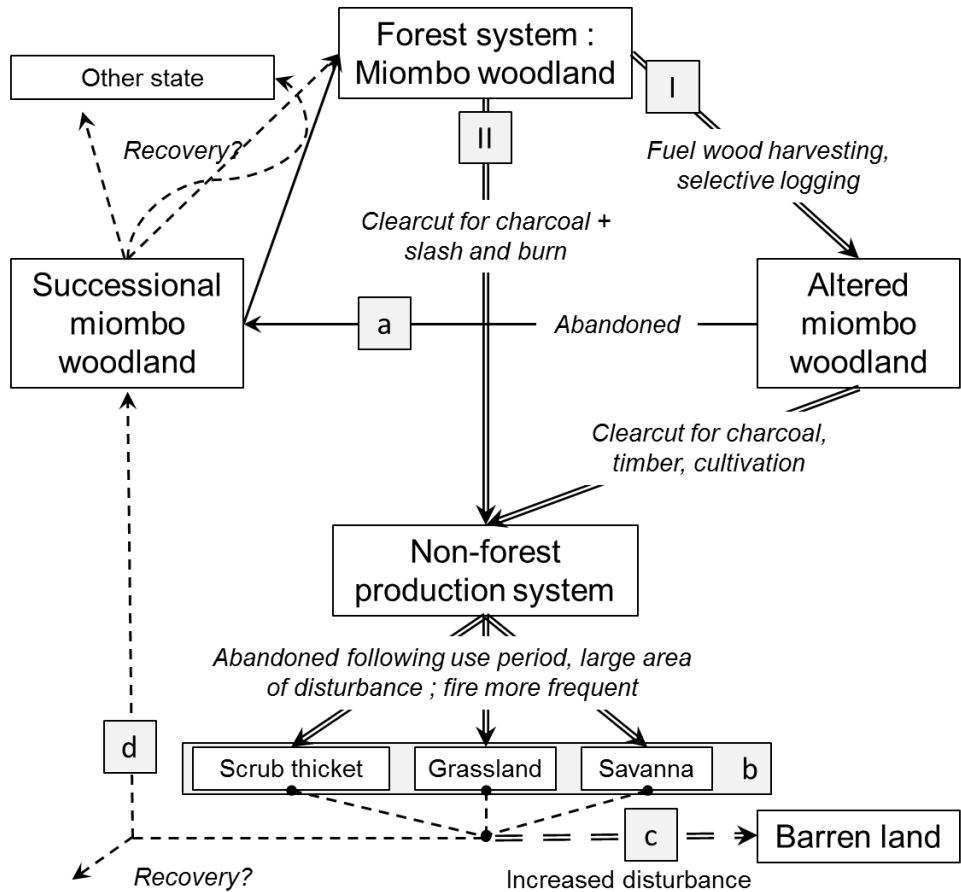 Forest system :
Miombo woodland
Other state
I
II
Recovery?
Fuel wood harvesting,
selective logging
Clearcut for charcoal +
slash and burn
Successional
miombo
woodland
Altered
miombo
woodland
a
Abandoned
Clearcut for charcoal,
timber, cultivation
Non-forest
production system
Abandoned following use period, large area
of disturbance ; fire more frequent
d
Scrub thicket
Grassland
Savanna
b
c
Barren land
Recovery?
Increased disturbance